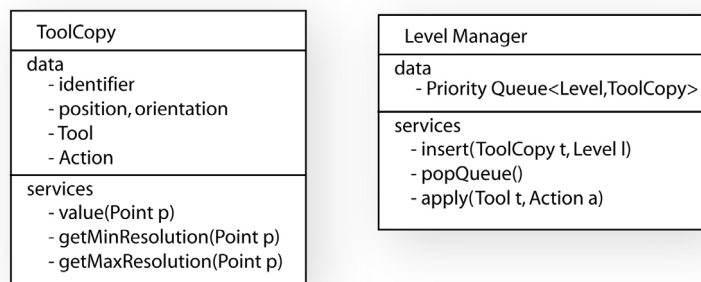 ToolCopy
data
- identifier
- position, orientation
- Tool
- Action
services
- value(Point p)
- getMinResolution(Point p)
- getMaxResolution(Point p)
Level Manager
data
- Priority Queue<Level,ToolCopy>
services
- insert(ToolCopy t, Level l)
- popQueue()
- apply(Tool t, Action a)